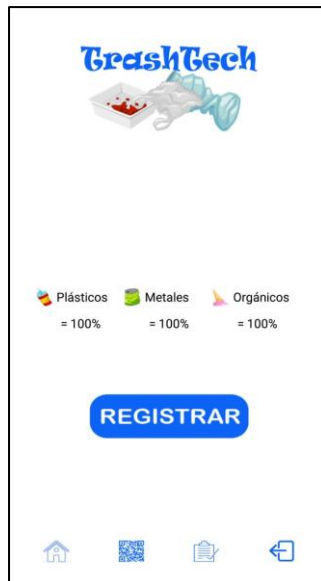 TrashTech
Plásticos Metales Orgánicos
= 100% = 100% = 100%
REGISTRAR